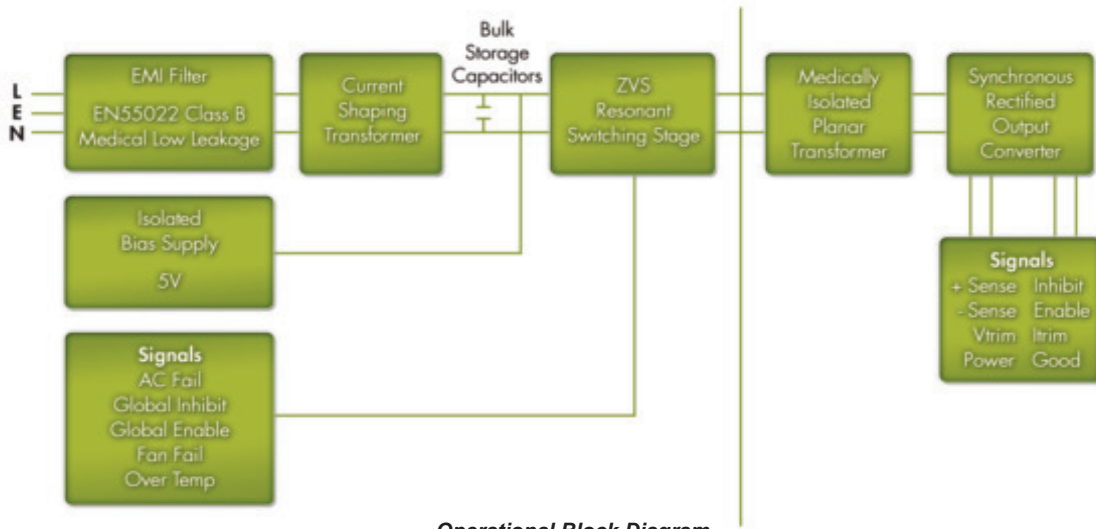 L
E
N
EMI Filter
EN55022 Class B
Medical Low Leakage
Current
Shaping
Transformer
Bulk
Storage
Capacitors
ZVS
Resonant
Switching Stage
Medically
Isolated
Planar
Transformer
Synchronous
Rectified
Output
Converter
Isolated
Bias Supply
5V
Signals
AC Fail
Global Inhibit
Global Enable
Fan Fail
Over Temp
Signals
+ Sense Inhibit
- Sense Enable
Vtrim Itrim
Power Good
Operational Block Diagram